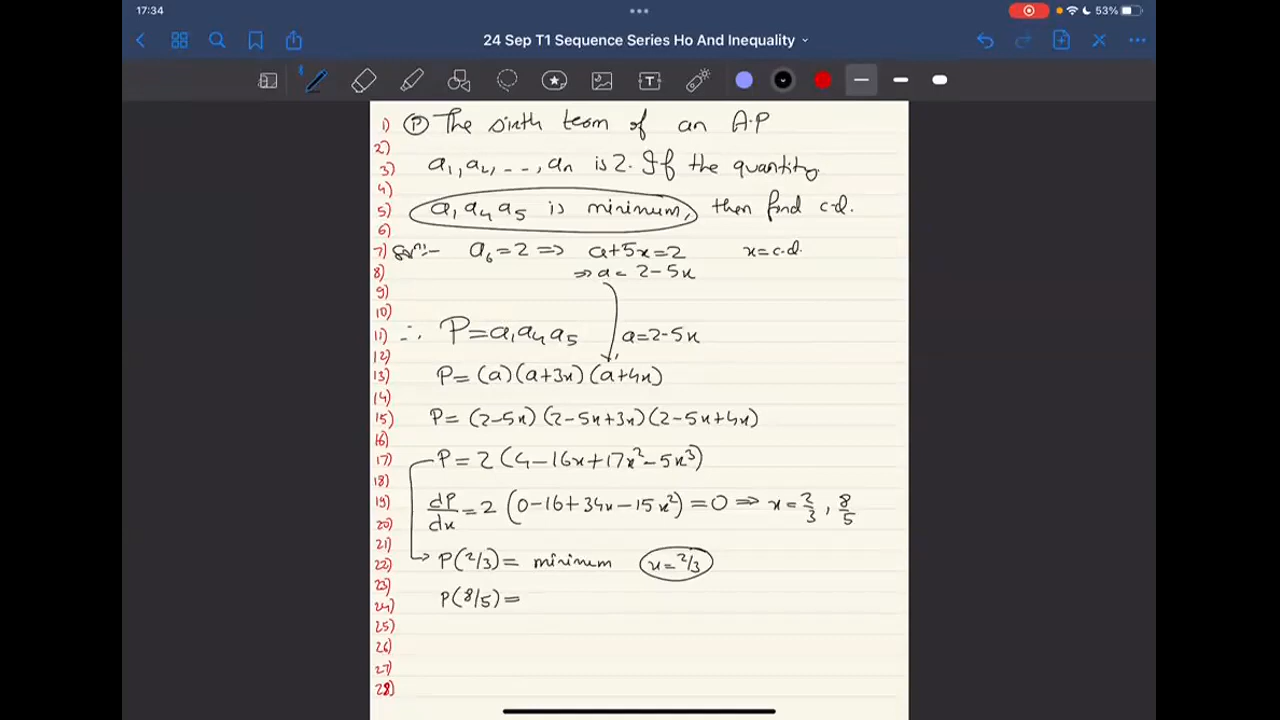 17:34
53%
24 Sep T1 Sequence Series Ho And Inequality
1) Ⓟ The sixth term of an A.P
2)
3) a₁, a₂, ---, aₙ is 2. If the quantity
4)
5) a₁ a₄ a₅ is minimum, then find c.d.
6)
7) Solⁿ:- a₆=2 ⇒ a+5x=2 x=c.d.
8) ⇒ a= 2-5x
9)
10)
11) ∴ P=a₁a₄a₅ a=2-5x
12)
13) P= (a)(a+3x)(a+4x)
14)
15) P= (2-5x)(2-5x+3x)(2-5x+4x)
16)
17) P= 2(4-16x+17x²-5x³)
18)
19) dP/dx = 2(0-16+34x-15x²)=0 ⇒ x=2/3, 8/5
20)
21)
22) P(2/3)= minimum x=2/3
23)
24) P(8/5)=
25)
26)
27)
28)